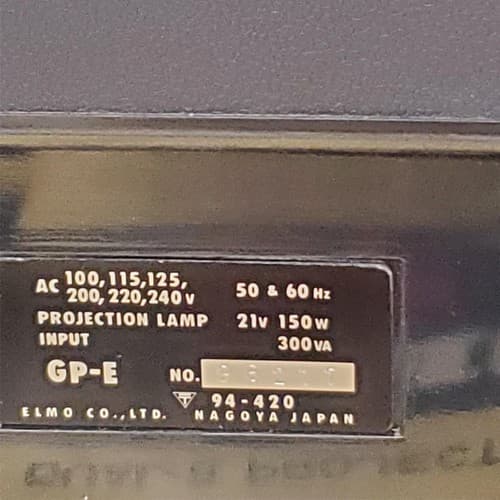 AC 100,115,125,
200,220,240 V
50 & 60 Hz
PROJECTION LAMP 21V 150W
INPUT 300VA
GP-E NO.
94-420
ELMO CO.,LTD. NAGOYA JAPAN